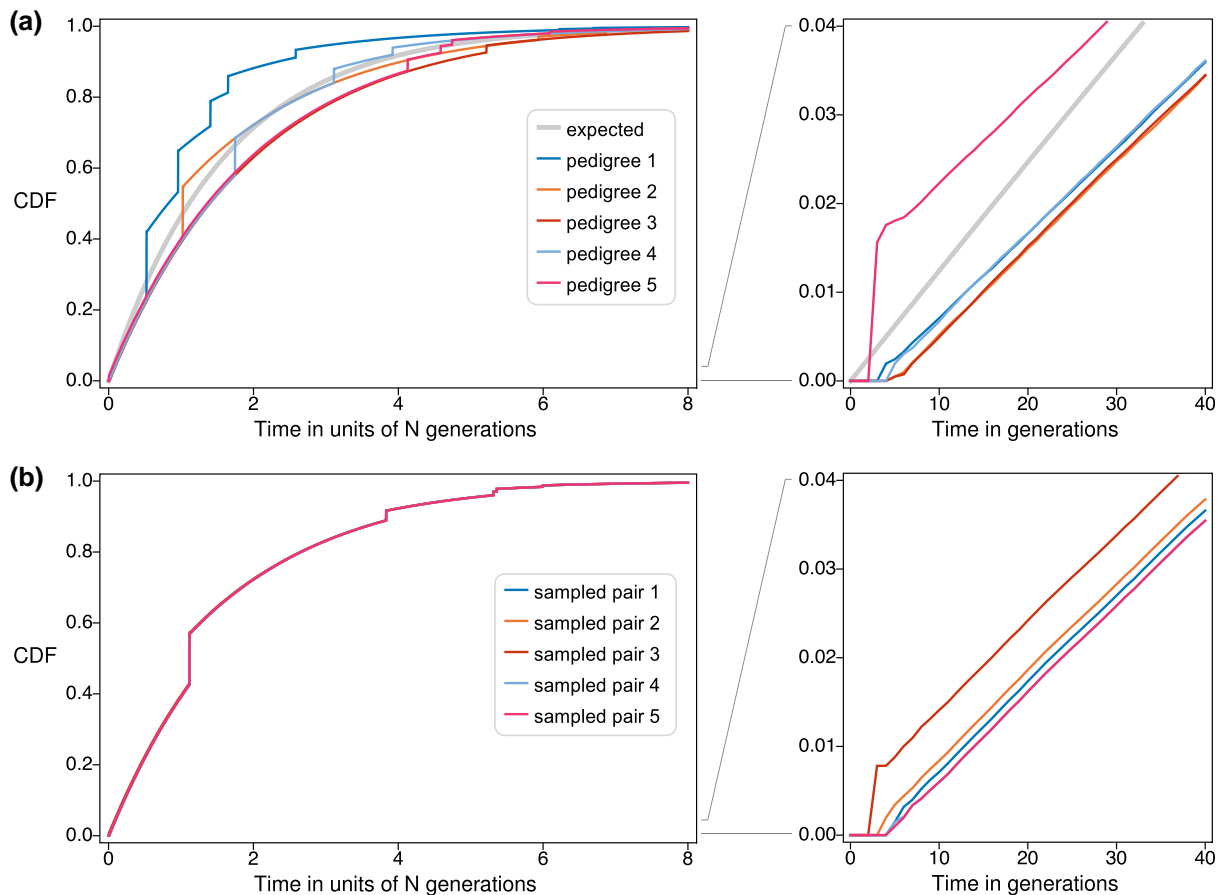 (a)
1.0
0.8
0.6
0.4
0.2
0.0
CDF
expected
pedigree 1
pedigree 2
pedigree 3
pedigree 4
pedigree 5
0 2 4 6 8
Time in units of N generations
0.04
0.03
0.02
0.01
0.00
0 10 20 30 40
Time in generations
(b)
1.0
0.8
0.6
0.4
0.2
0.0
CDF
sampled pair 1
sampled pair 2
sampled pair 3
sampled pair 4
sampled pair 5
0 2 4 6 8
Time in units of N generations
0.04
0.03
0.02
0.01
0.00
0 10 20 30 40
Time in generations